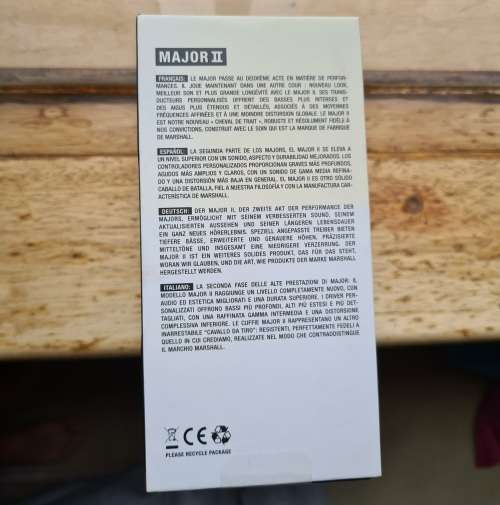 MAJOR II
FRANÇAIS: LE MAJOR PASSE AU DEUXIÈME ACTE EN MATIÈRE DE PERFOR-
MANCES. IL JOUE MAINTENANT DANS UNE AUTRE COUR : NOUVEAU LOOK,
MEILLEUR SON ET PLUS GRANDE LONGÉVITÉ AVEC LE MAJOR II. SES TRANS-
DUCTEURS PERSONNALISÉS OFFRENT DES BASSES PLUS INTENSES ET
DES AIGUS PLUS ÉTENDUS ET DÉTAILLÉS, ASSOCIÉS À DES MOYENNES
FRÉQUENCES AFFINÉES ET À UNE MOINDRE DISTORSION GLOBALE. LE MAJOR II
EST NOTRE NOUVEAU « CHEVAL DE TRAIT », ROBUSTE ET RÉSOLUMENT FIDÈLE À
NOS CONVICTIONS, CONSTRUIT AVEC LE SOIN QUI EST LA MARQUE DE FABRIQUE
DE MARSHALL.
ESPAÑOL: LA SEGUNDA PARTE DE LOS MAJORS, EL MAJOR II SE ELEVA A
UN NIVEL SUPERIOR CON UN SONIDO, ASPECTO Y DURABILIDAD MEJORADOS. LOS
CONTROLADORES PERSONALIZADOS PROPORCIONAN GRAVES MÁS PROFUNDOS,
AGUDOS MÁS AMPLIOS Y CLAROS, CON UN SONIDO DE GAMA MEDIA REFINA-
DO Y UNA DISTORSIÓN MÁS BAJA EN GENERAL. EL MAJOR II ES OTRO SÓLIDO
CABALLO DE BATALLA, FIEL A NUESTRA FILOSOFÍA Y CON LA MANUFACTURA CAR-
ACTERÍSTICA DE MARSHALL.
DEUTSCH: DER MAJOR II, DER ZWEITE AKT DER PERFORMANCE DER
MAJORS, ERMÖGLICHT MIT SEINEM VERBESSERTEN SOUND, SEINEM
AKTUALISIERTEN AUSSEHEN UND SEINER LÄNGEREN LEBENSDAUER
EIN GANZ NEUES HÖRERLEBNIS. SPEZIELL ANGEPASSTE TREIBER BIETEN
TIEFERE BÄSSE, ERWEITERTE UND GENAUERE HÖHEN, PRÄZISIERTE
MITTELTÖNE UND INSGESAMT EINE NIEDRIGERE VERZERRUNG. DER
MAJOR II IST EIN WEITERES SOLIDES PRODUKT, DAS FÜR DAS STEHT,
WORAN WIR GLAUBEN, UND DIE ART, WIE PRODUKTE DER MARKE MARSHALL
HERGESTELLT WERDEN.
ITALIANO: LA SECONDA FASE DELLE ALTE PRESTAZIONI DI MAJOR: IL
MODELLO MAJOR II RAGGIUNGE UN LIVELLO COMPLETAMENTE NUOVO, CON
AUDIO ED ESTETICA MIGLIORATI E UNA DURATA SUPERIORE. I DRIVER PER-
SONALIZZATI OFFRONO BASSI PIÙ PROFONDI, ALTI PIÙ ESTESI E PIÙ DET-
TAGLIATI, CON UNA RAFFINATA GAMMA INTERMEDIA E UNA DISTORSIONE
COMPLESSIVA INFERIORE. LE CUFFIE MAJOR II RAPPRESENTANO UN ALTRO
INARRESTABILE "CAVALLO DA TIRO": RESISTENTI, PERFETTAMENTE FEDELI A
QUELLO IN CUI CREDIAMO, REALIZZATE NEL MODO CHE CONTRADDISTINGUE
IL MARCHIO MARSHALL.
CE
PLEASE RECYCLE PACKAGE